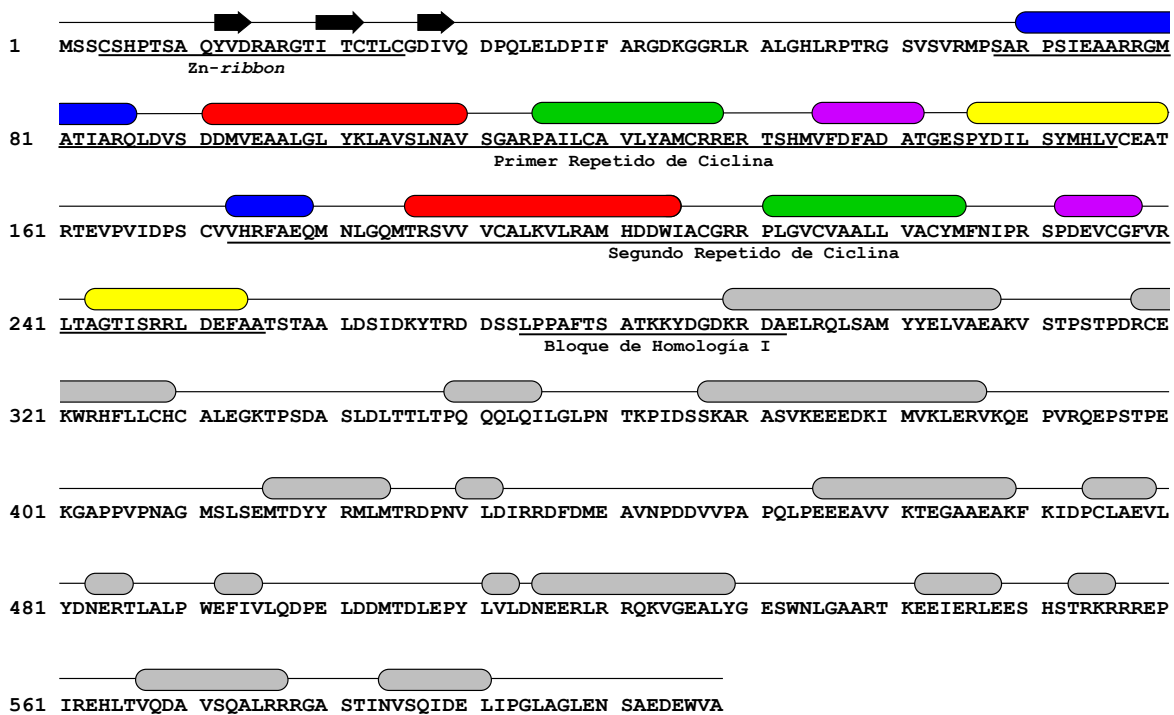 1 MSSCSHPTSA QYVDRARGTI TCTLCGDIVQ DPQLELDPIF ARGDKGGRLR ALGHLRPTRG SVSVRMPSAR PSIEAARRGM
Zn-ribbon
81 ATIARQLDVS DDMVEAALGL YKLAVSLNAV SGARPAILCA VLYAMCRRER TSHMVFDFAD ATGESPYDIL SYMHLVCEAT
Primer Repetido de Ciclina
161 RTEVPVIDPS CVVVHRFAEQM NLGQMTRSVV VCALKVLRAM HDDWIACGRR PLGVCVAALL VACYMFNIPR SPDEVCGFVR
Segundo Repetido de Ciclina
241 LTAGTISRRL DEFAATSTAA LDSIDKYTRD DSSLPPAFTS ATKKYDGDKR DAELRQLSAM YYELVAEAKV STPSTPDRCE
Bloque de Homología I
321 KWRHFLLCHC ALEGKTPSDA SLDLTTLTPQ QQLQILGLPN TKPIDSSKAR ASVKEEEDKI MVKLERVKQE PVRQEPSTPE
401 KGAPPVPNAG MSLSEMTDYY RMLMTRDPNV LDIRRDFDME AVNPDDVVPA PQLPEEEAVV KTEGAAEAKF KIDPCLAEVL
481 YDNERTLALP WEFIVLQDPE LDDMTDLEPY LVLDNEERLR RQKVGEALYG ESWNLGAART KEEIERLEES HSTRKRRREP
561 IREHLTVQDA VSQALRRRGA STINVSQIDE LIPGLAGLEN SAEDEWVA